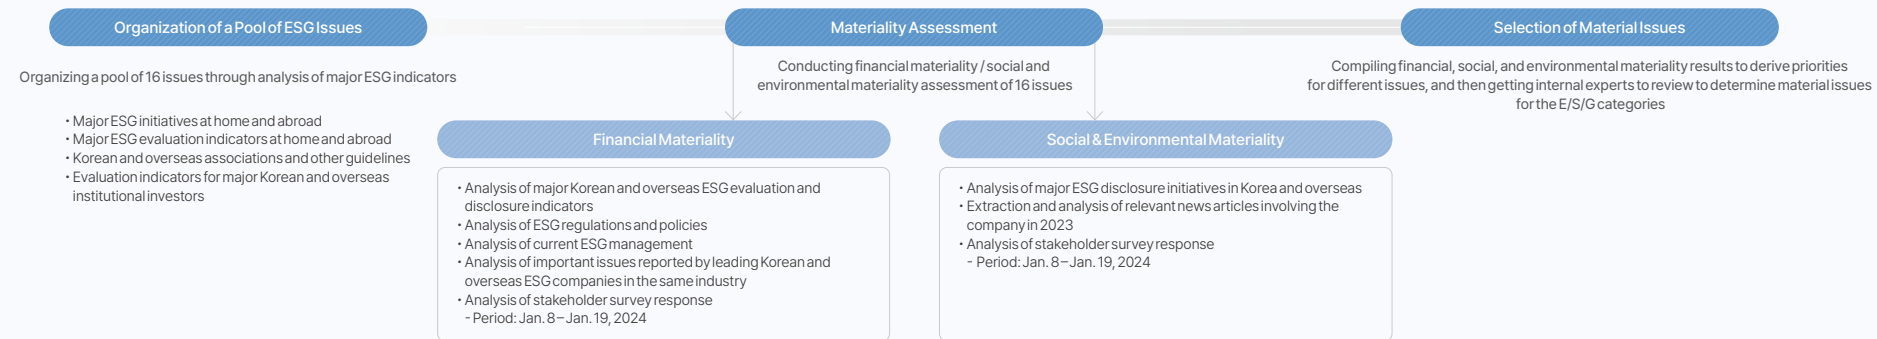 Organization of a Pool of ESG Issues
Organizing a pool of 16 issues through analysis of major ESG indicators
• Major ESG initiatives at home and abroad
• Major ESG evaluation indicators at home and abroad
• Korean and overseas associations and other guidelines
• Evaluation indicators for major Korean and overseas
institutional investors
Materiality Assessment
Conducting financial materiality / social and
environmental materiality assessment of 16 issues
Financial Materiality
• Analysis of major Korean and overseas ESG evaluation and
disclosure indicators
• Analysis of ESG regulations and policies
• Analysis of current ESG management
• Analysis of important issues reported by leading Korean and
overseas ESG companies in the same industry
• Analysis of stakeholder survey response
- Period: Jan. 8–Jan. 19, 2024
Social & Environmental Materiality
• Analysis of major ESG disclosure initiatives in Korea and overseas
• Extraction and analysis of relevant news articles involving the
company in 2023
• Analysis of stakeholder survey response
- Period: Jan. 8–Jan. 19, 2024
Selection of Material Issues
Compiling financial, social, and environmental materiality results to derive priorities
for different issues, and then getting internal experts to review to determine material issues
for the E/S/G categories